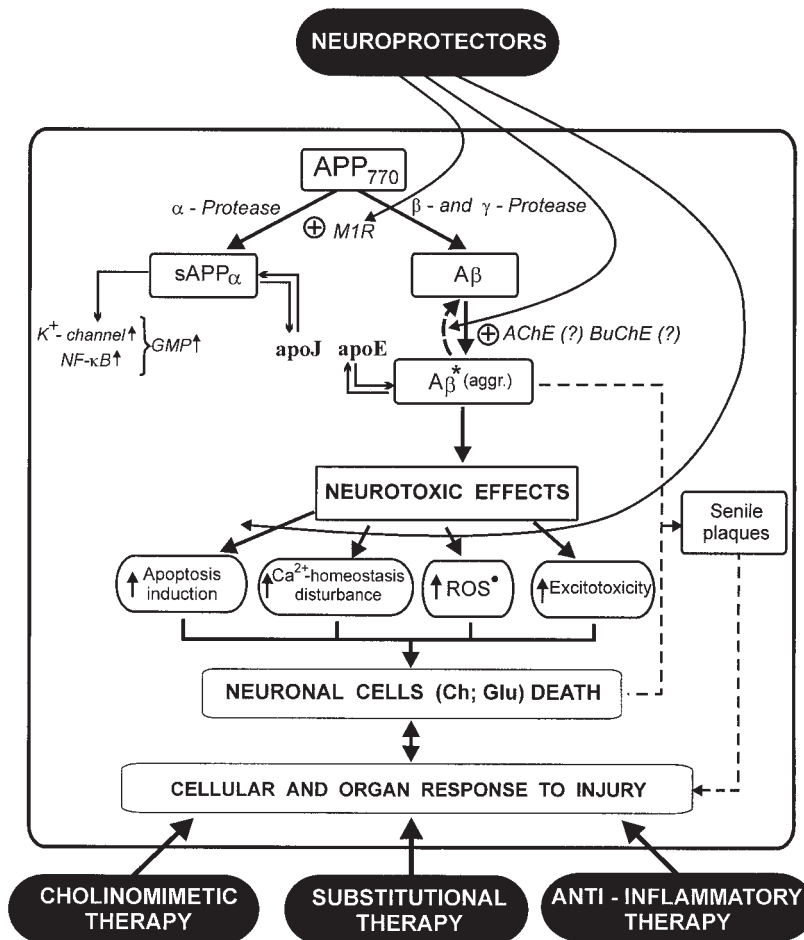 NEUROPROTECTORS
APP770
α - Protease
β - and γ - Protease
⊕ M1R
sAPPα
Aβ
K+- channel↑
NF-κB↑
GMP↑
apoJ
apoE
⊕ AChE (?) BuChE (?)
Aβ* (aggr.)
NEUROTOXIC EFFECTS
Senile
plaques
↑ Apoptosis
induction
↑ Ca2+-homeostasis
disturbance
↑ ROS•
↑ Excitotoxicity
NEURONAL CELLS (Ch; Glu) DEATH
CELLULAR AND ORGAN RESPONSE TO INJURY
CHOLINOMIMETIC
THERAPY
SUBSTITUTIONAL
THERAPY
ANTI - INFLAMMATORY
THERAPY